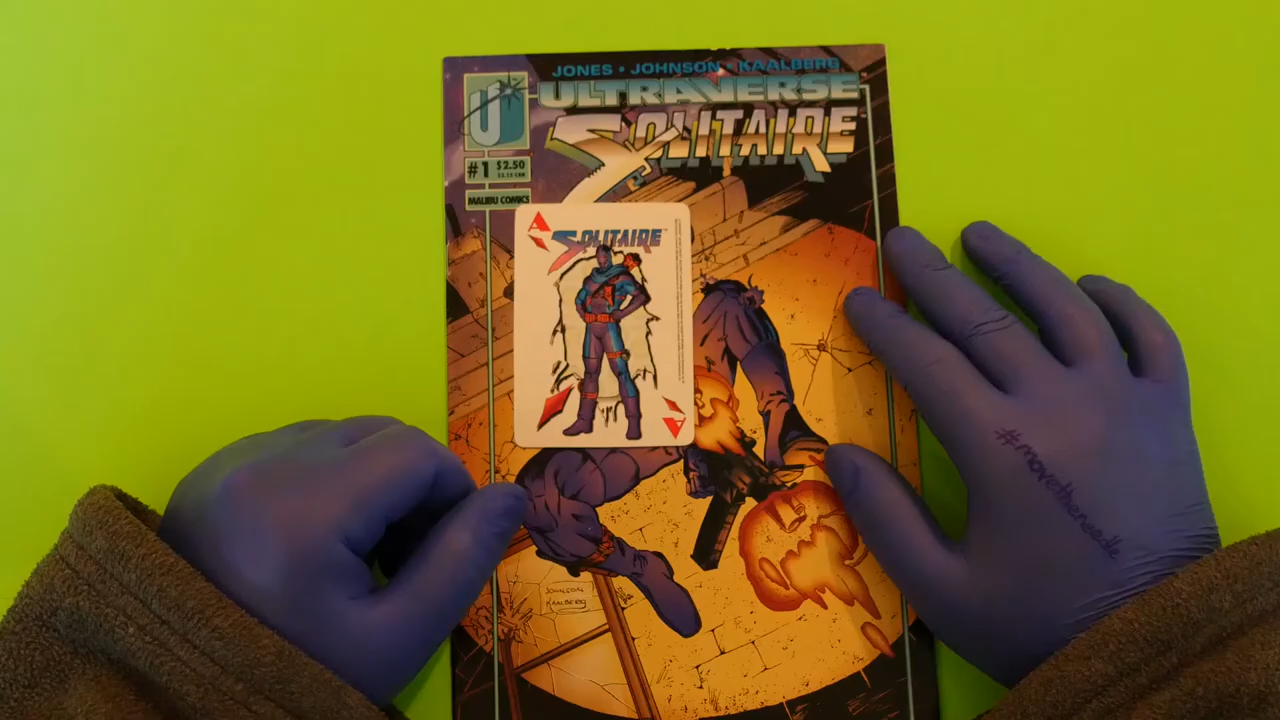 JONES • JOHNSON • KAALBERG
ULTRAVERSE
SOLITAIRE
U
#1 $2.50
MALIBU COMICS
A
SOLITAIRE
A
#movetheneedle
JOHNSON
KAALBERG